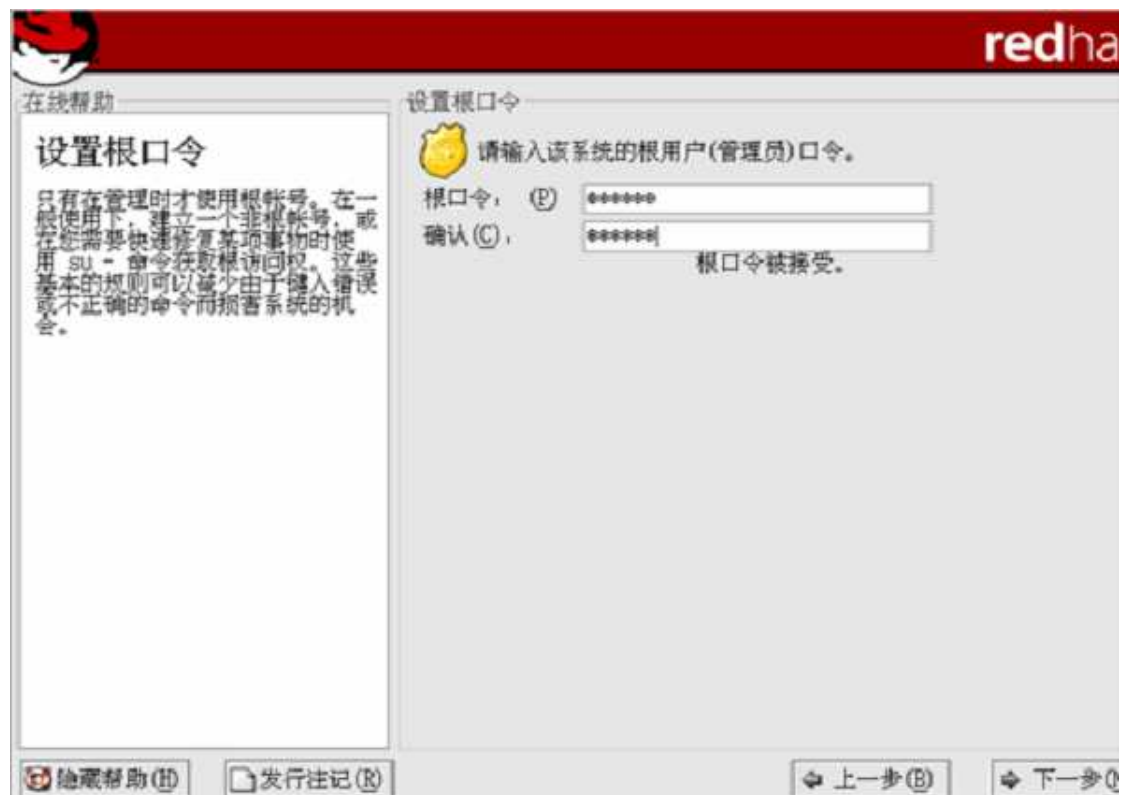 redha
在线帮助
设置根口令
只有在管理时才使用根帐号。在一
般使用下，建立一个非根帐号，或
在您需要快速修复某项事物时使
用 su - 命令获取根访问权。这些
基本的规则可以减少由于键入错误
或不正确的命令而损害系统的机
会。
设置根口令
请输入该系统的根用户(管理员)口令。
根口令： (P) ******
确认(C)： ******
根口令被接受。
隐藏帮助(H)
发行注记(R)
上一步(B)
下一步(N